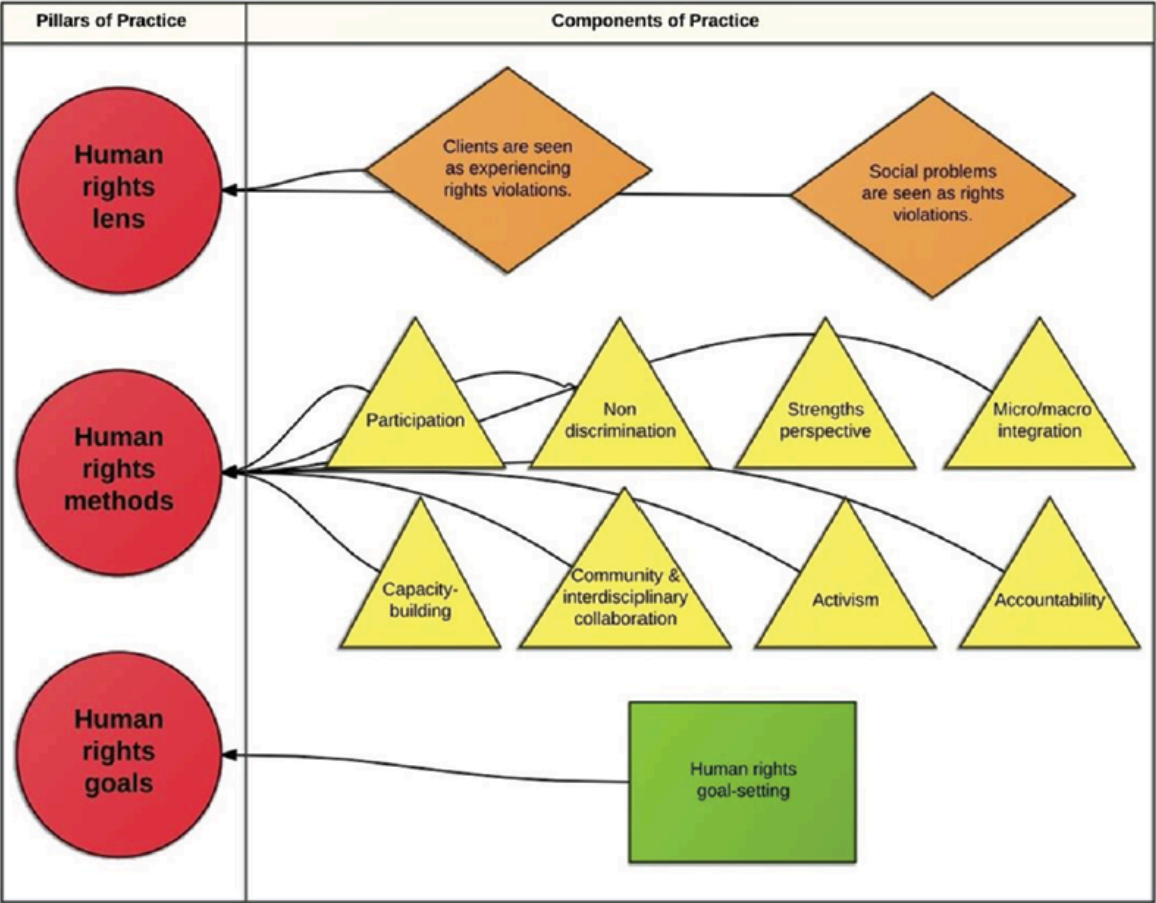 Pillars of Practice
Components of Practice
Human
rights
lens
Clients are seen
as experiencing
rights violations.
Social problems
are seen as rights
violations.
Human
rights
methods
Participation
Non
discrimination
Strengths
perspective
Micro/macro
integration
Capacity-
building
Community &
interdisciplinary
collaboration
Activism
Accountability
Human
rights
goals
Human rights
goal-setting